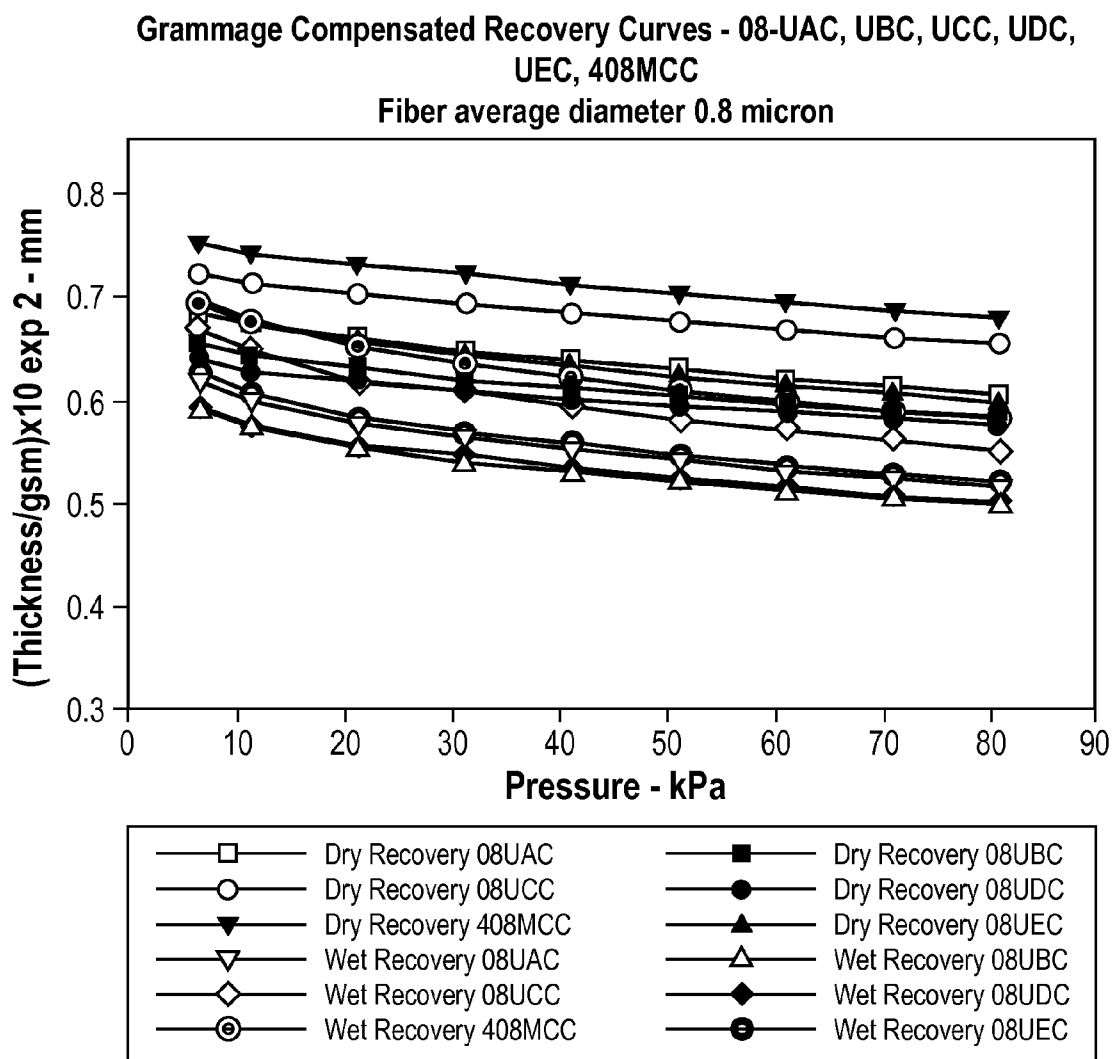 Grammage Compensated Recovery Curves - 08-UAC, UBC, UCC, UDC,
UEC, 408MCC
Fiber average diameter 0.8 micron
(Thickness/gsm)x10 exp 2 - mm
0.8
0.7
0.6
0.5
0.4
0.3
0 10 20 30 40 50 60 70 80 90
Pressure - kPa
Dry Recovery 08UAC
Dry Recovery 08UCC
Dry Recovery 408MCC
Wet Recovery 08UAC
Wet Recovery 08UCC
Wet Recovery 408MCC
Dry Recovery 08UBC
Dry Recovery 08UDC
Dry Recovery 08UEC
Wet Recovery 08UBC
Wet Recovery 08UDC
Wet Recovery 08UEC